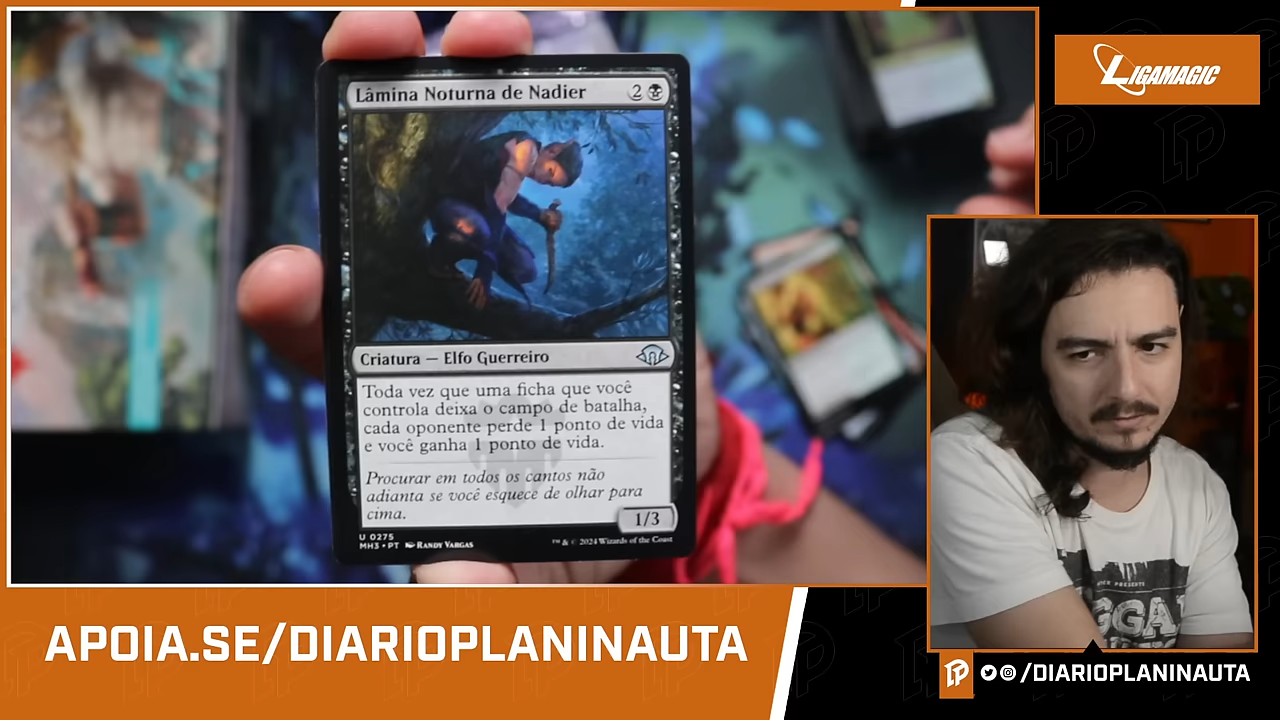 Lâmina Noturna de Nadier
2
Criatura — Elfo Guerreiro
Toda vez que uma ficha que você
controla deixa o campo de batalha,
cada oponente perde 1 ponto de vida
e você ganha 1 ponto de vida.
Procurar em todos os cantos não
adianta se você esquece de olhar para
cima.
1/3
U 0275
MH3 • PT RANDY VARGAS
™ & © 2024 Wizards of the Coast
LIGAMAGIC
APOIA.SE/DIARIOPLANINAUTA
/DIARIOPLANINAUTA